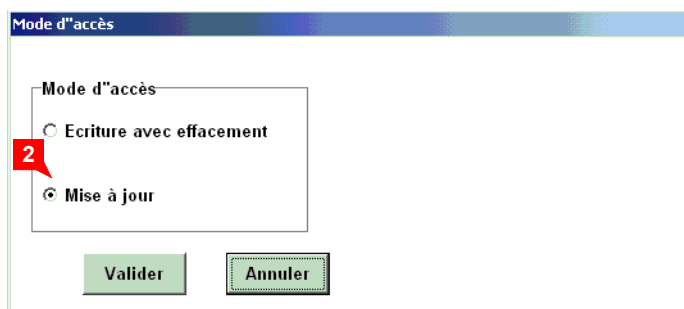 Mode d"accès
Mode d"accès
Ecriture avec effacement
2
Mise à jour
Valider Annuler